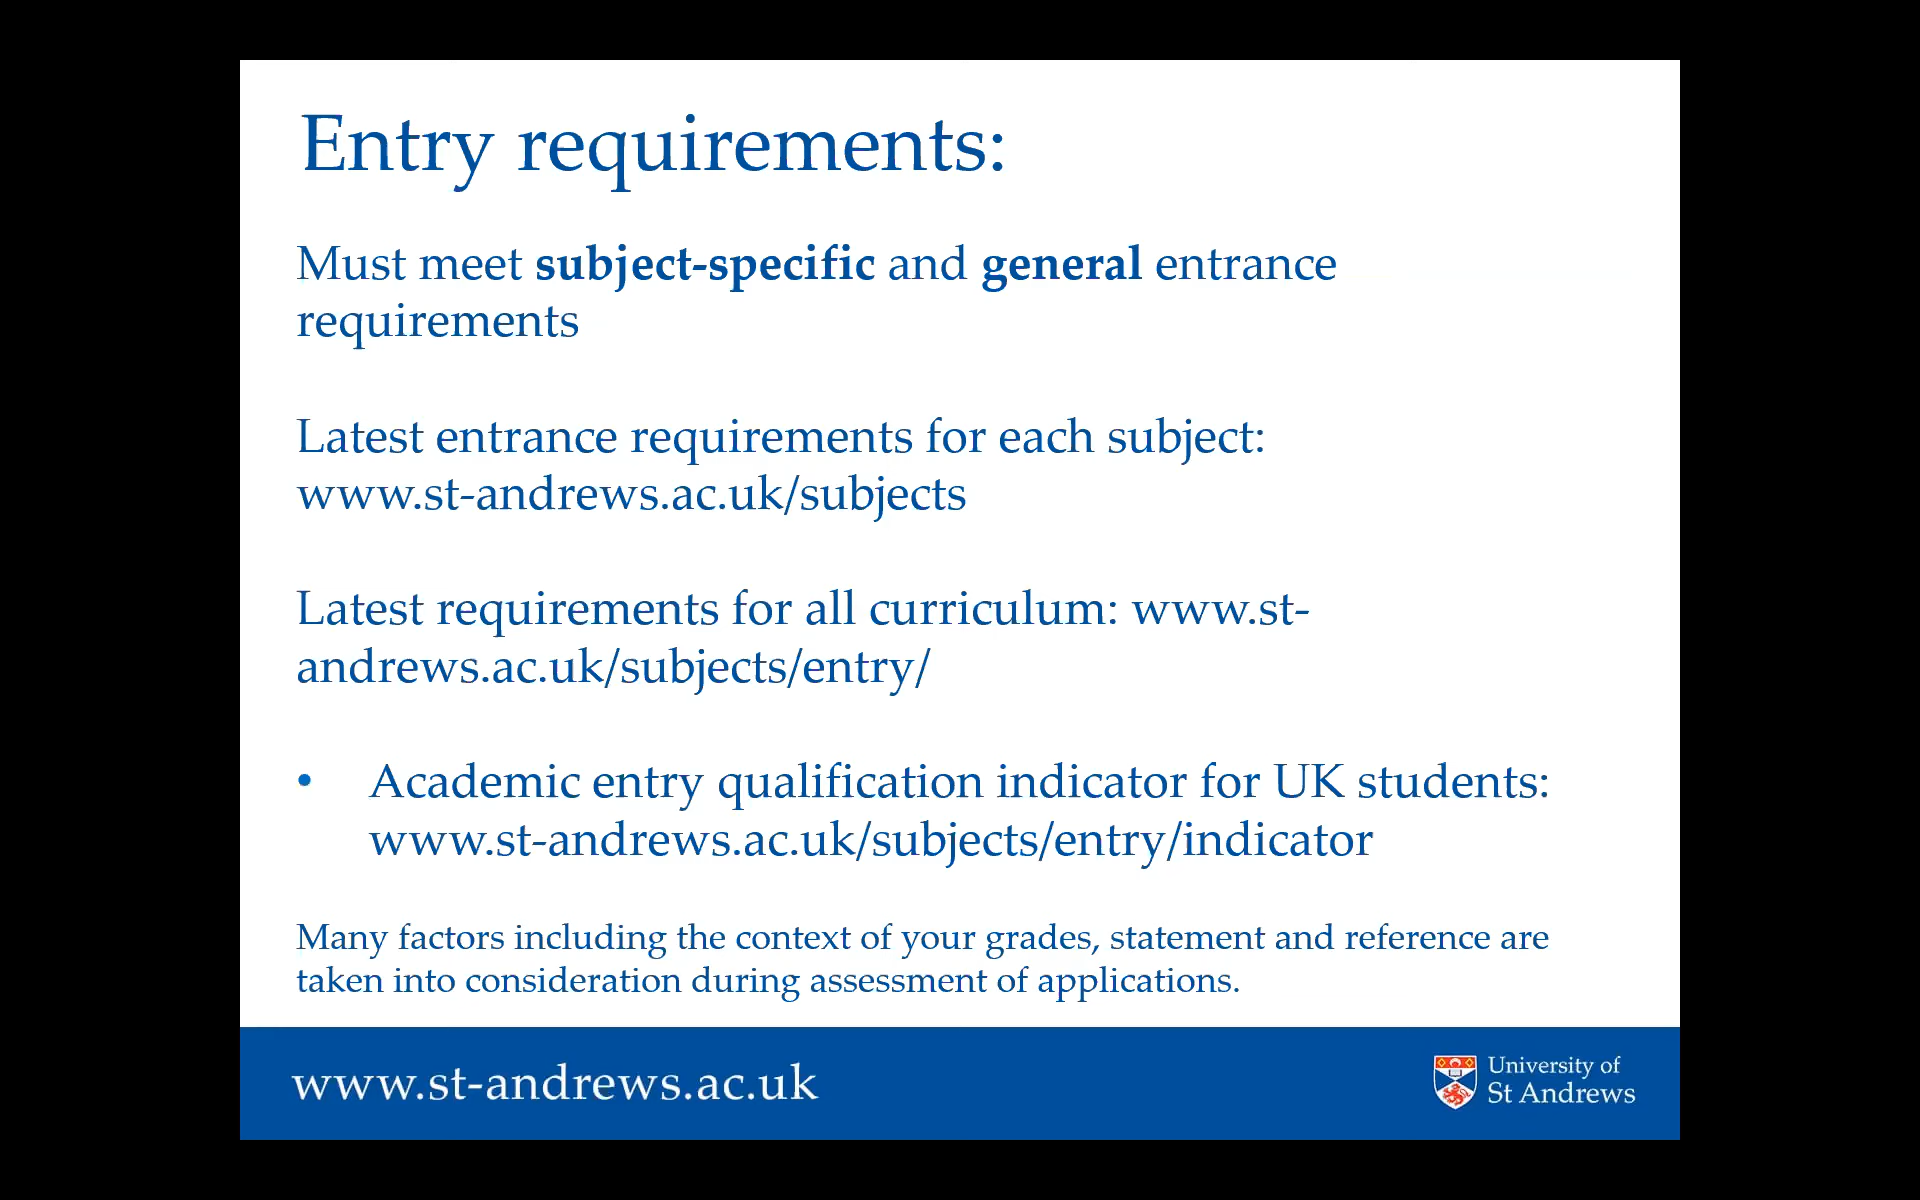 Entry requirements:
Must meet subject-specific and general entrance
requirements
Latest entrance requirements for each subject:
www.st-andrews.ac.uk/subjects
Latest requirements for all curriculum: www.st-
andrews.ac.uk/subjects/entry/
• Academic entry qualification indicator for UK students:
www.st-andrews.ac.uk/subjects/entry/indicator
Many factors including the context of your grades, statement and reference are
taken into consideration during assessment of applications.
www.st-andrews.ac.uk
University of
St Andrews